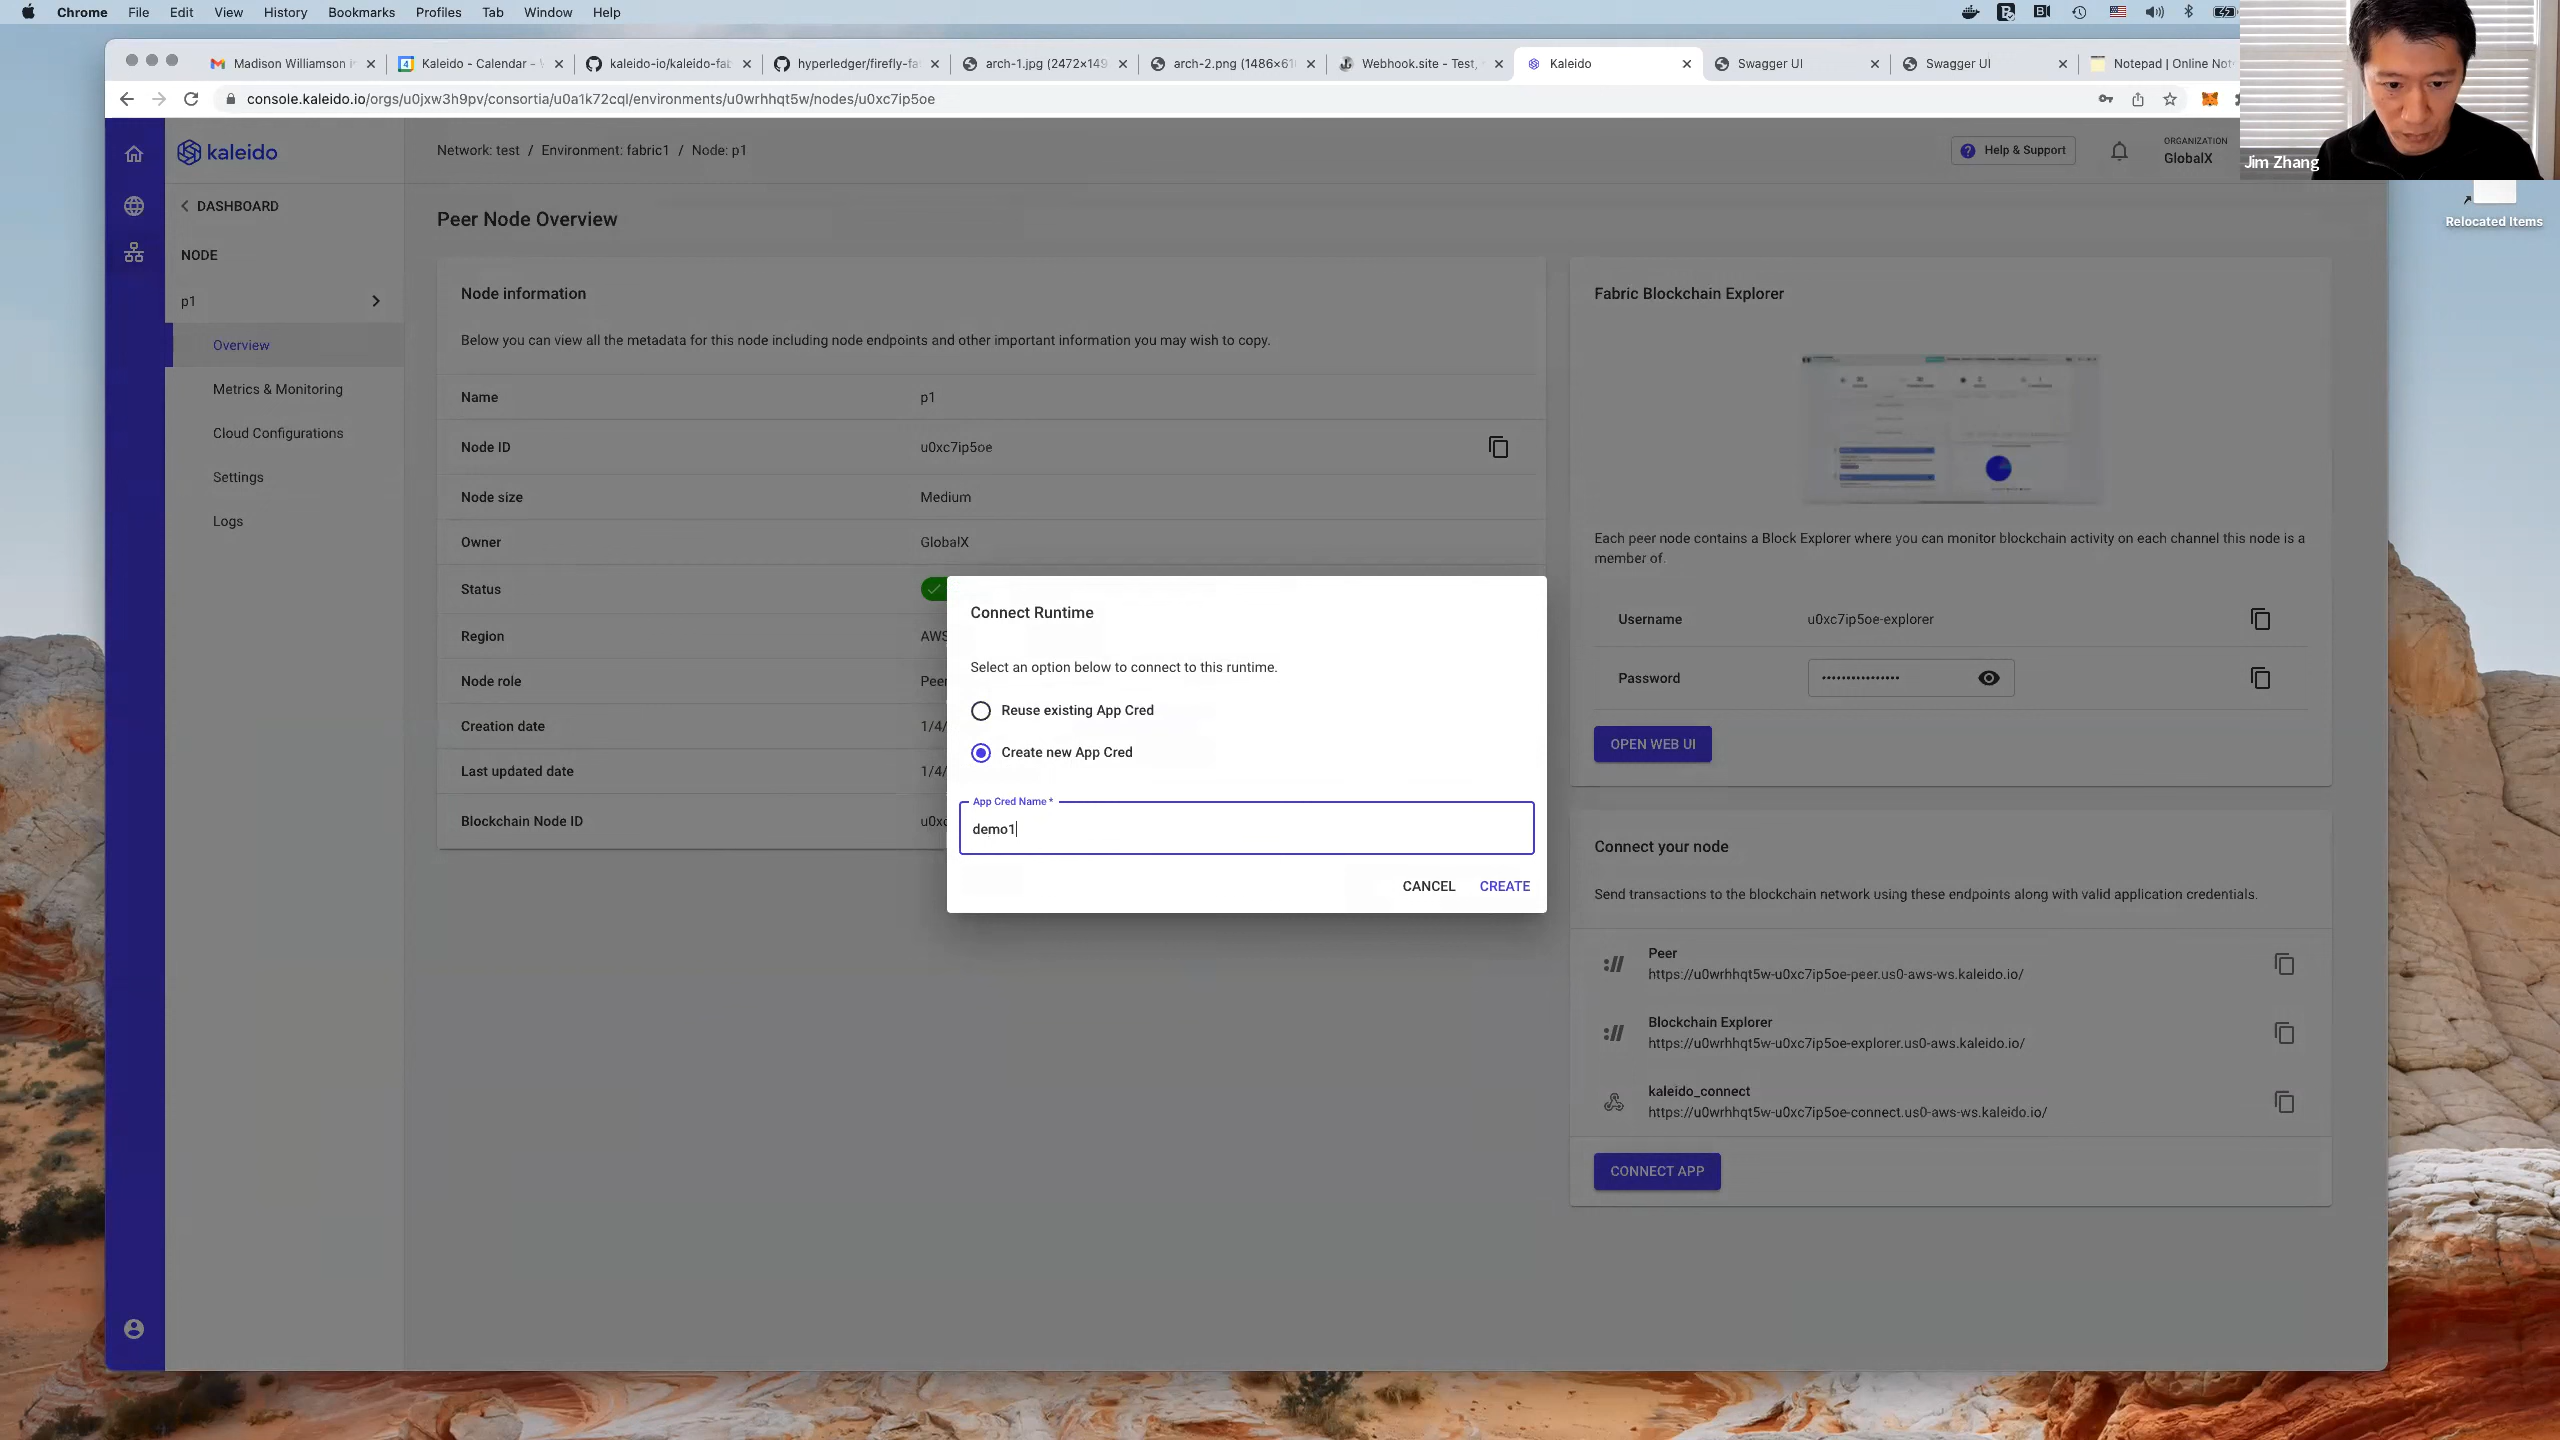 Chrome File Edit View History Bookmarks Profiles Tab Window Help
Madison Williamson
Kaleido - Calendar -
kaleido-io/kaleido-fab
hyperledger/firefly-fa
arch-1.jpg (2472×149
arch-2.png (1486×61
Webhook.site - Test,
Kaleido
Swagger UI
Swagger UI
Notepad | Online Not
console.kaleido.io/orgs/u0jxw3h9pv/consortia/u0a1k72cql/environments/u0wrhhqt5w/nodes/u0xc7ip5oe
Jim Zhang
Relocated Items
kaleido
Network: test / Environment: fabric1 / Node: p1
Help & Support
ORGANIZATION
GlobalX
DASHBOARD
NODE
p1
Overview
Metrics & Monitoring
Cloud Configurations
Settings
Logs
Peer Node Overview
Node information
Below you can view all the metadata for this node including node endpoints and other important information you may wish to copy.
Name p1
Node ID u0xc7ip5oe
Node size Medium
Owner GlobalX
Status
Region AWS
Node role Peer
Creation date 1/4/
Last updated date 1/4/
Blockchain Node ID u0xc
Connect Runtime
Select an option below to connect to this runtime.
Reuse existing App Cred
Create new App Cred
App Cred Name *
demo1
CANCEL CREATE
Fabric Blockchain Explorer
Each peer node contains a Block Explorer where you can monitor blockchain activity on each channel this node is a
member of.
Username u0xc7ip5oe-explorer
Password ••••••••••••••••
OPEN WEB UI
Connect your node
Send transactions to the blockchain network using these endpoints along with valid application credentials.
Peer
https://u0wrhhqt5w-u0xc7ip5oe-peer.us0-aws-ws.kaleido.io/
Blockchain Explorer
https://u0wrhhqt5w-u0xc7ip5oe-explorer.us0-aws.kaleido.io/
kaleido_connect
https://u0wrhhqt5w-u0xc7ip5oe-connect.us0-aws-ws.kaleido.io/
CONNECT APP